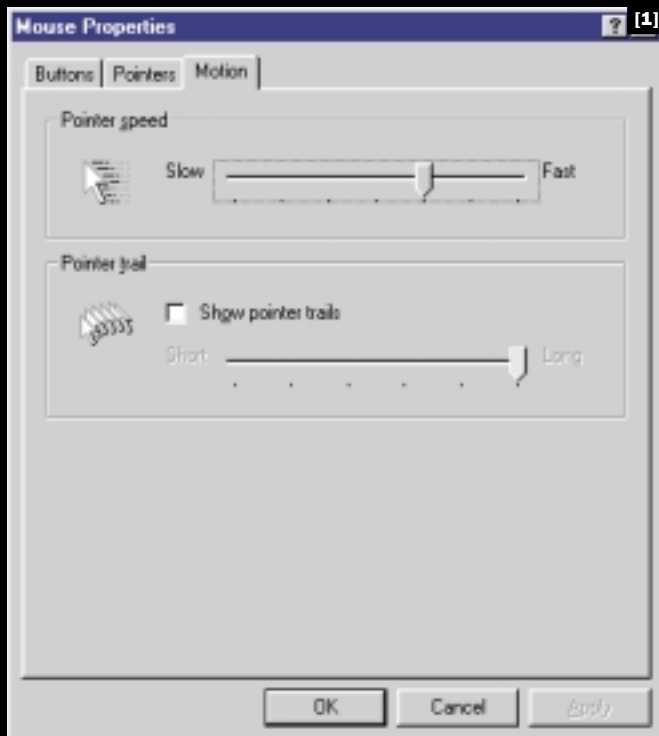 Mouse Properties
?
[1]
Buttons Pointers Motion
Pointer speed
Slow Fast
Pointer trail
Show pointer trails
Short Long
OK Cancel Apply